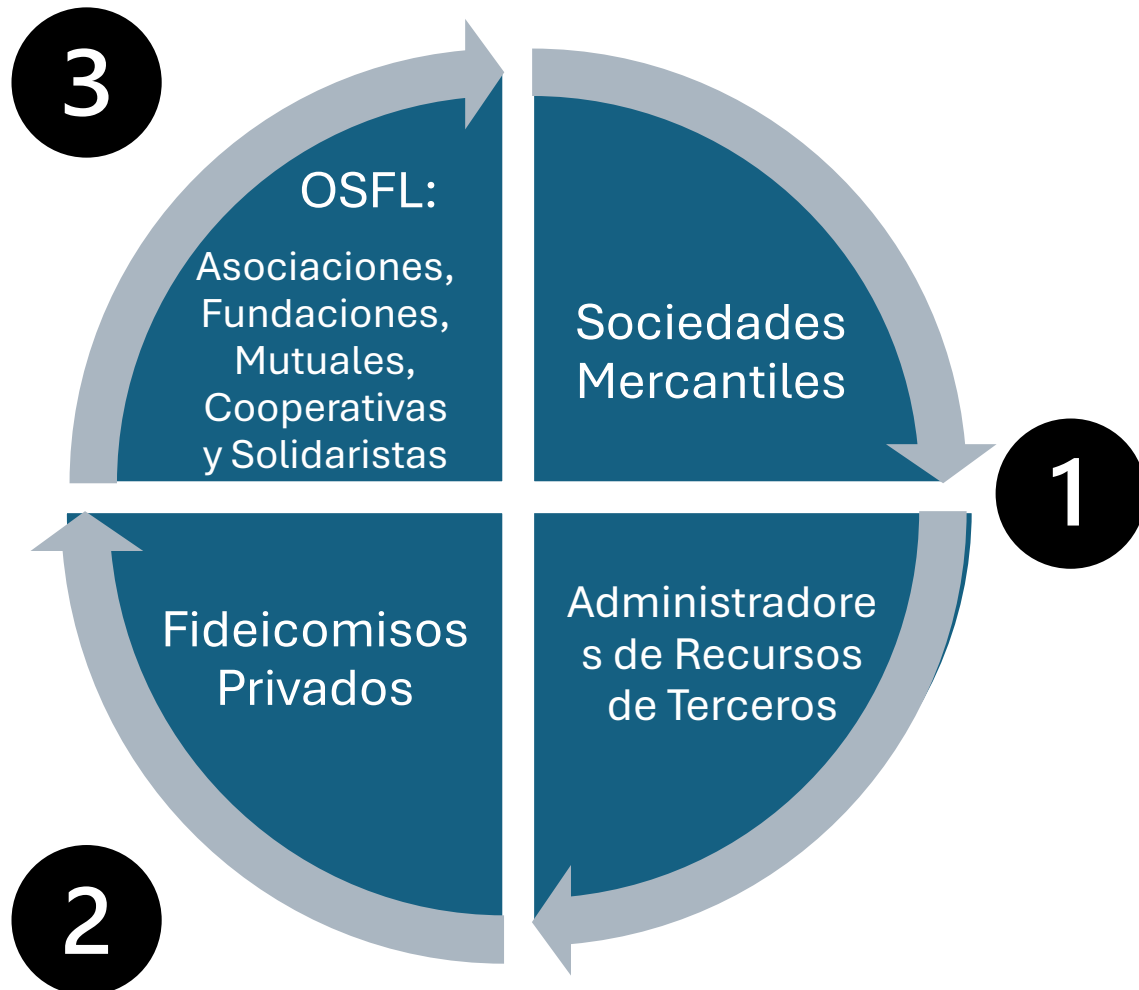 3
OSFL:
Asociaciones,
Fundaciones,
Mutuales,
Cooperativas
y Solidaristas
Sociedades
Mercantiles
1
Administradore
s de Recursos
de Terceros
Fideicomisos
Privados
2